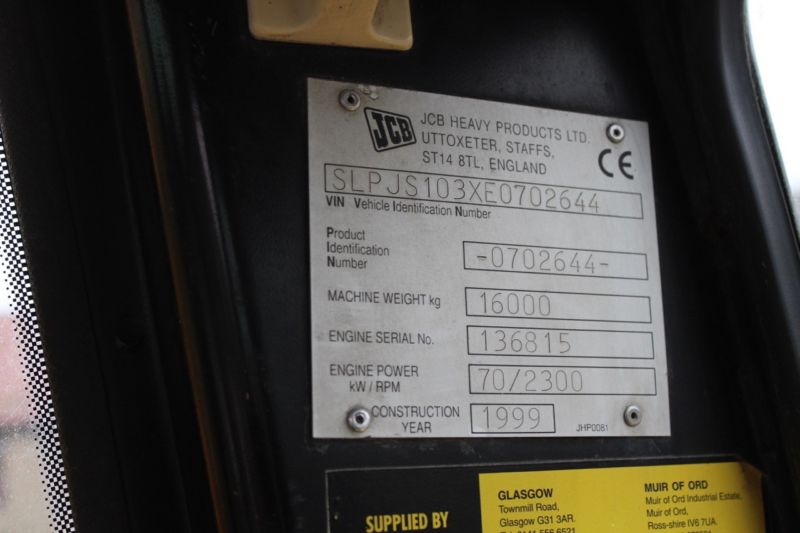 JCB
JCB HEAVY PRODUCTS LTD.
UTTOXETER, STAFFS,
ST14 8TL, ENGLAND
CE
SLPJS103XE0702644
VIN Vehicle Identification Number
Product
Identification
Number
-0702644-
MACHINE WEIGHT kg
16000
ENGINE SERIAL No.
136815
ENGINE POWER
kW / RPM
70/2300
CONSTRUCTION
YEAR
1999
JHP0081
SUPPLIED BY
GLASGOW
Townmill Road,
Glasgow G31 3AR.
MUIR OF ORD
Muir of Ord Industrial Estate,
Muir of Ord,
Ross-shire IV6 7UA.